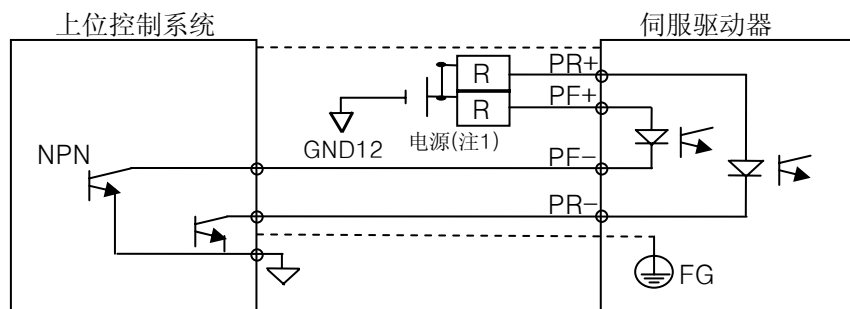 上位控制系统
伺服驱动器
R
PR+
R
PF+
GND12
电源(注1)
NPN
PF-
PR-
FG